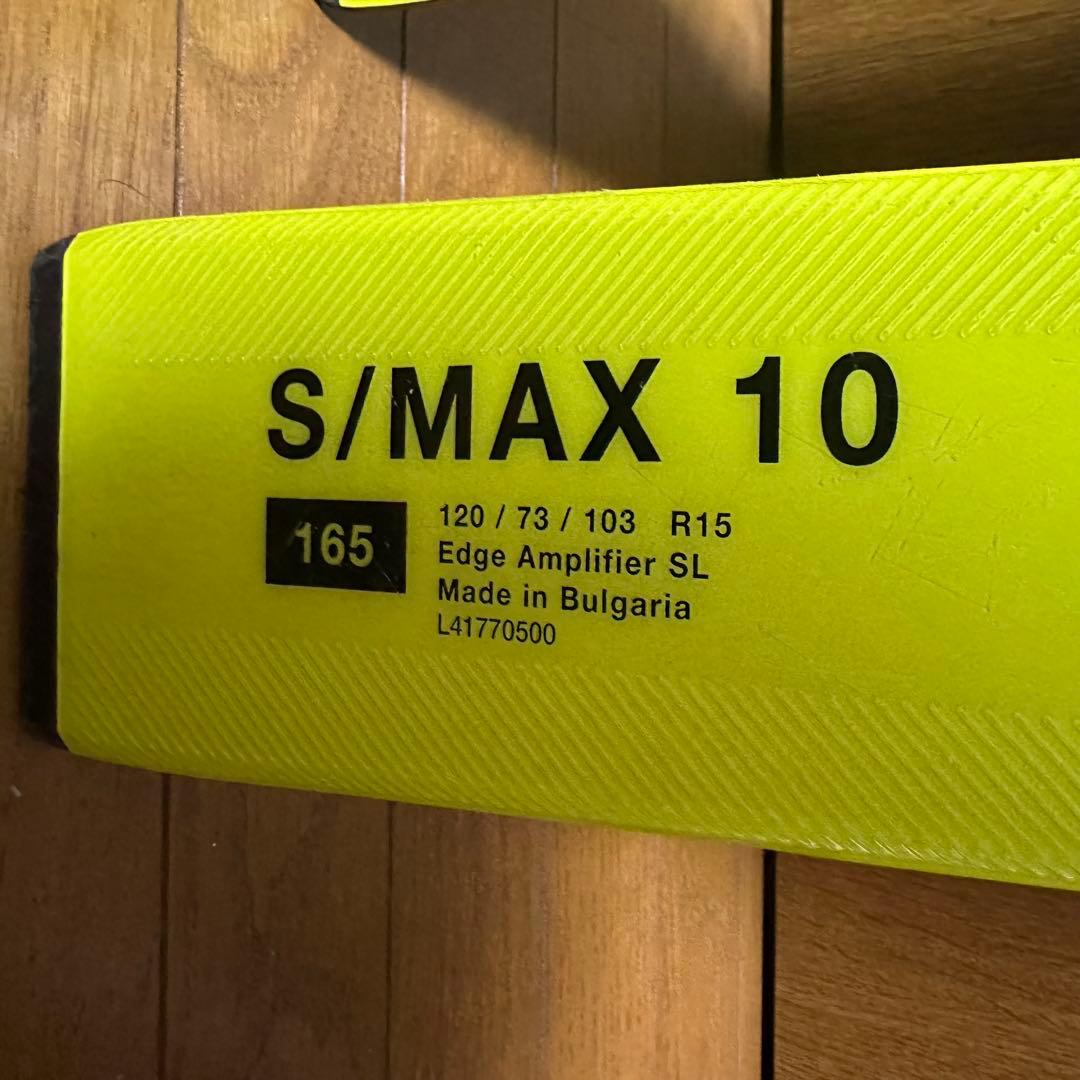 S/MAX 10
165
120 / 73 / 103 R15
Edge Amplifier SL
Made in Bulgaria
L41770500